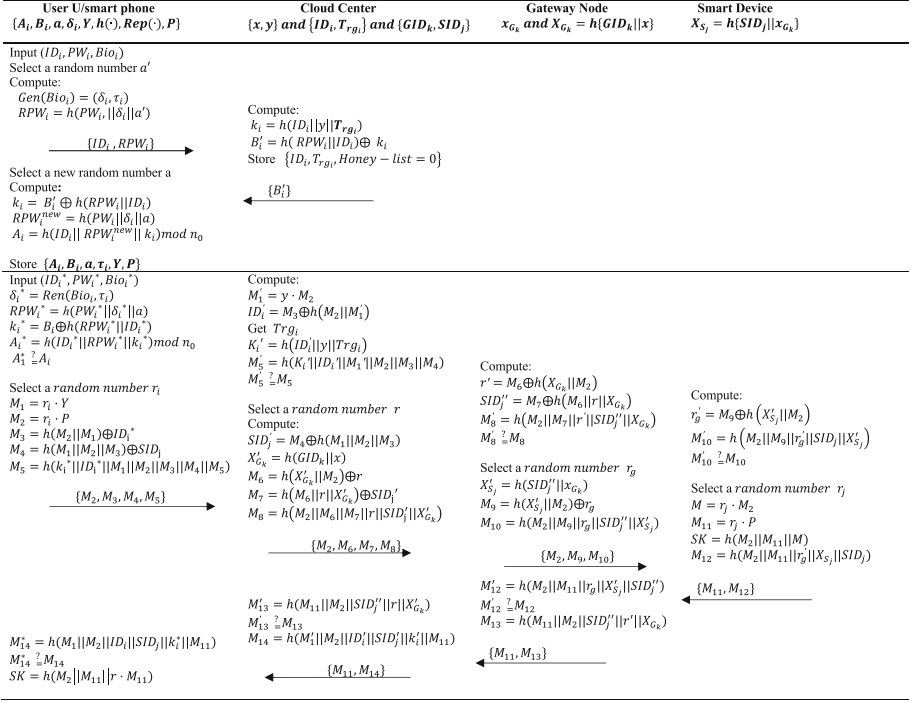 User U/smart phone
{A_i, B_i, a, δ_i, Y, h(·), Rep(·), P}
Cloud Center
{x, y} and {ID_i, T_rg_i} and {GID_k, SID_j}
Gateway Node
x_G_k and X_G_k = h{GID_k||x}
Smart Device
X_S_j = h{SID_j||x_G_k}
Input (ID_i, PW_i, Bio_i)
Select a random number a′
Compute:
Gen(Bio_i) = (δ_i, τ_i)
RPW_i = h(PW_i, ||δ_i||a′)
{ID_i, RPW_i}
Compute:
k_i = h(ID_i||y||T_rg_i)
B_i′ = h( RPW_i||ID_i)⊕ k_i
Store {ID_i, T_rg_i, Honey − list = 0}
{B_i′}
Select a new random number a
Compute:
k_i = B_i′ ⊕ h(RPW_i||ID_i)
RPW_i^new = h(PW_i||δ_i||a)
A_i = h(ID_i|| RPW_i^new|| k_i)mod n_0
Store {A_i, B_i, a, τ_i, Y, P}
Input (ID_i*, PW_i*, Bio_i*)
δ_i* = Ren(Bio_i, τ_i)
RPW_i* = h(PW_i*||δ_i*||a)
k_i* = B_i⊕h(RPW_i*||ID_i*)
A_i* = h(ID_i*||RPW_i*||k_i*)mod n_0
A_1* ?= A_i
Select a random number r_i
M_1 = r_i · Y
M_2 = r_i · P
M_3 = h(M_2||M_1)⊕ID_i*
M_4 = h(M_1||M_2||M_3)⊕SID_j
M_5 = h(k_i*||ID_i*||M_1||M_2||M_3||M_4||M_5)
{M_2, M_3, M_4, M_5}
Compute:
M_1′ = y · M_2
ID_i′ = M_3⊕h(M_2||M_1′)
Get Trg_i
K_i′ = h(ID_i′||y||Trg_i)
M_5′ = h(K_i′||ID_i′||M_1′||M_2||M_3||M_4)
M_5′ ?= M_5
Select a random number r
Compute:
SID_j′ = M_4⊕h(M_1||M_2||M_3)
X′_G_k = h(GID_k||x)
M_6 = h(X′_G_k||M_2)⊕r
M_7 = h(M_6||r||X′_G_k)⊕SID_j′
M_8 = h(M_2||M_6||M_7||r||SID_j′||X′_G_k)
{M_2, M_6, M_7, M_8}
Compute:
r′ = M_6⊕h(X_G_k||M_2)
SID_j′′ = M_7⊕h(M_6||r||X_G_k)
M_8′ = h(M_2||M_7||r′||SID_j′′||X_G_k)
M_8′ ?= M_8
Select a random number r_g
X′_S_j = h(SID_j′′||x_G_k)
M_9 = h(X′_S_j||M_2)⊕r_g
M_10 = h(M_2||M_9||r_g||SID_j′′||X′_S_j)
{M_2, M_9, M_10}
Compute:
r_g′ = M_9⊕h(X′_S_j||M_2)
M_10′ = h(M_2||M_9||r_g′||SID_j||X′_S_j)
M_10′ ?= M_10
Select a random number r_j
M = r_j · M_2
M_11 = r_j · P
SK = h(M_2||M_11||M)
M_12 = h(M_2||M_11||r_g′||X_S_j||SID_j)
{M_11, M_12}
M_12′ = h(M_2||M_11||r_g||X′_S_j||SID_j′′)
M_12′ ?= M_12
M_13 = h(M_11||M_2||SID_j′′||r′||X_G_k)
{M_11, M_13}
M_13′ = h(M_11||M_2||SID_j′′||r||X′_G_k)
M_13′ ?= M_13
M_14 = h(M_1′||M_2||ID_i′||SID_j′||k_i′||M_11)
{M_11, M_14}
M_14* = h(M_1||M_2||ID_i||SID_j||k_i*||M_11)
M_14* ?= M_14
SK = h(M_2||M_11||r · M_11)